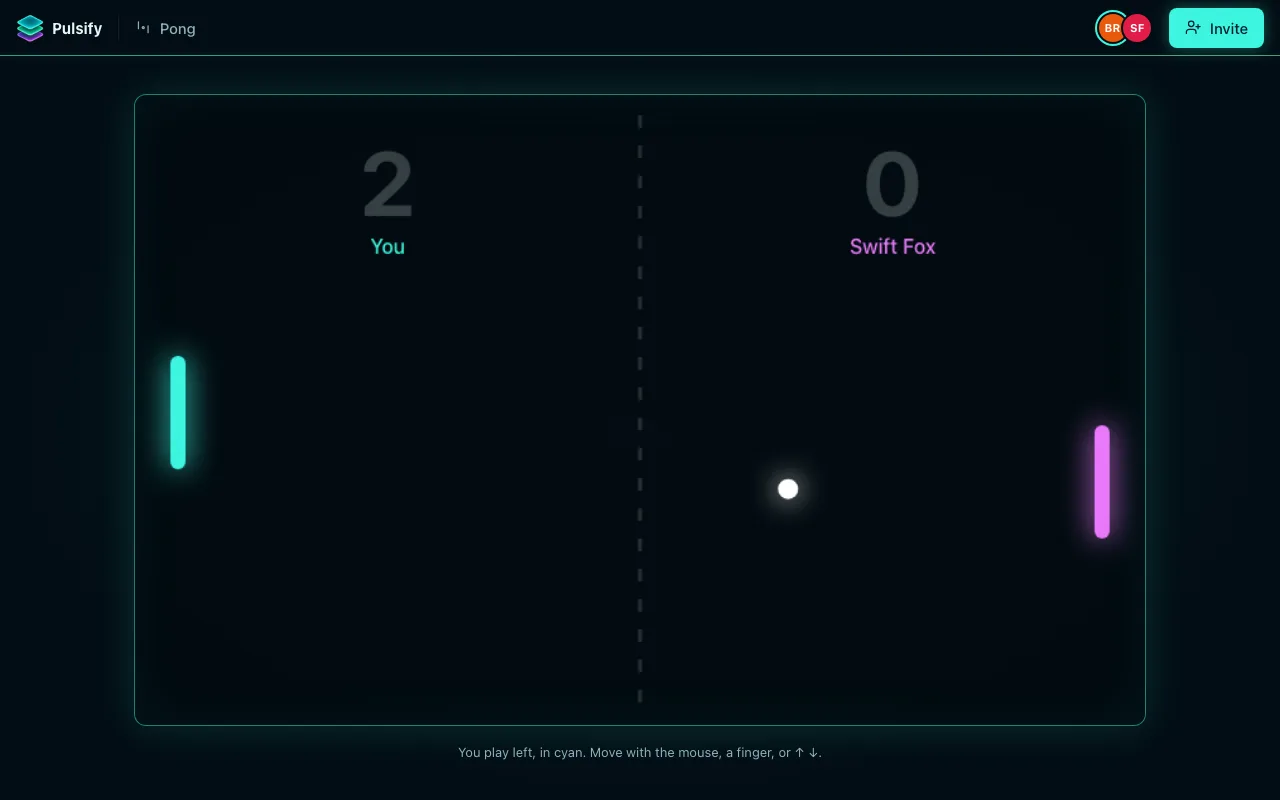 Pulsify
Pong
BR
SF
Invite
2
0
You
Swift Fox
You play left, in cyan. Move with the mouse, a finger, or ↑ ↓.